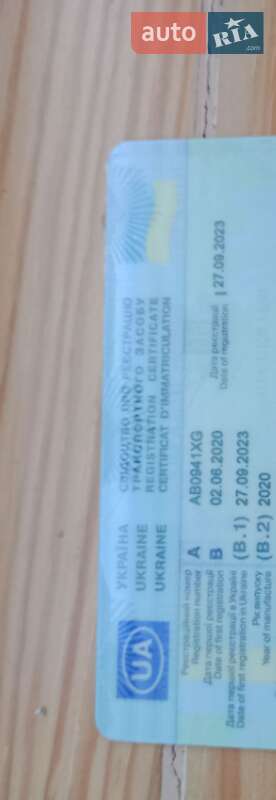 auto
RIA
.com
УКРАЇНА
UKRAINE
UKRAINE
СВІДОЦТВО ПРО РЕЄСТРАЦІЮ
ТРАНСПОРТНОГО ЗАСОБУ
REGISTRATION CERTIFICATE
CERTIFICAT D'IMMATRICULATION
UA
Реєстраційний номер
Registration number
A AB0941XG
Дата першої реєстрації
Date of first registration
B 02.06.2020
Дата реєстрації
Date of registration
27.09.2023
Дата першої реєстрації в Україні
Date of first registration in Ukraine
(B.1) 27.09.2023
Рік випуску
Year of manufacture
(B.2) 2020